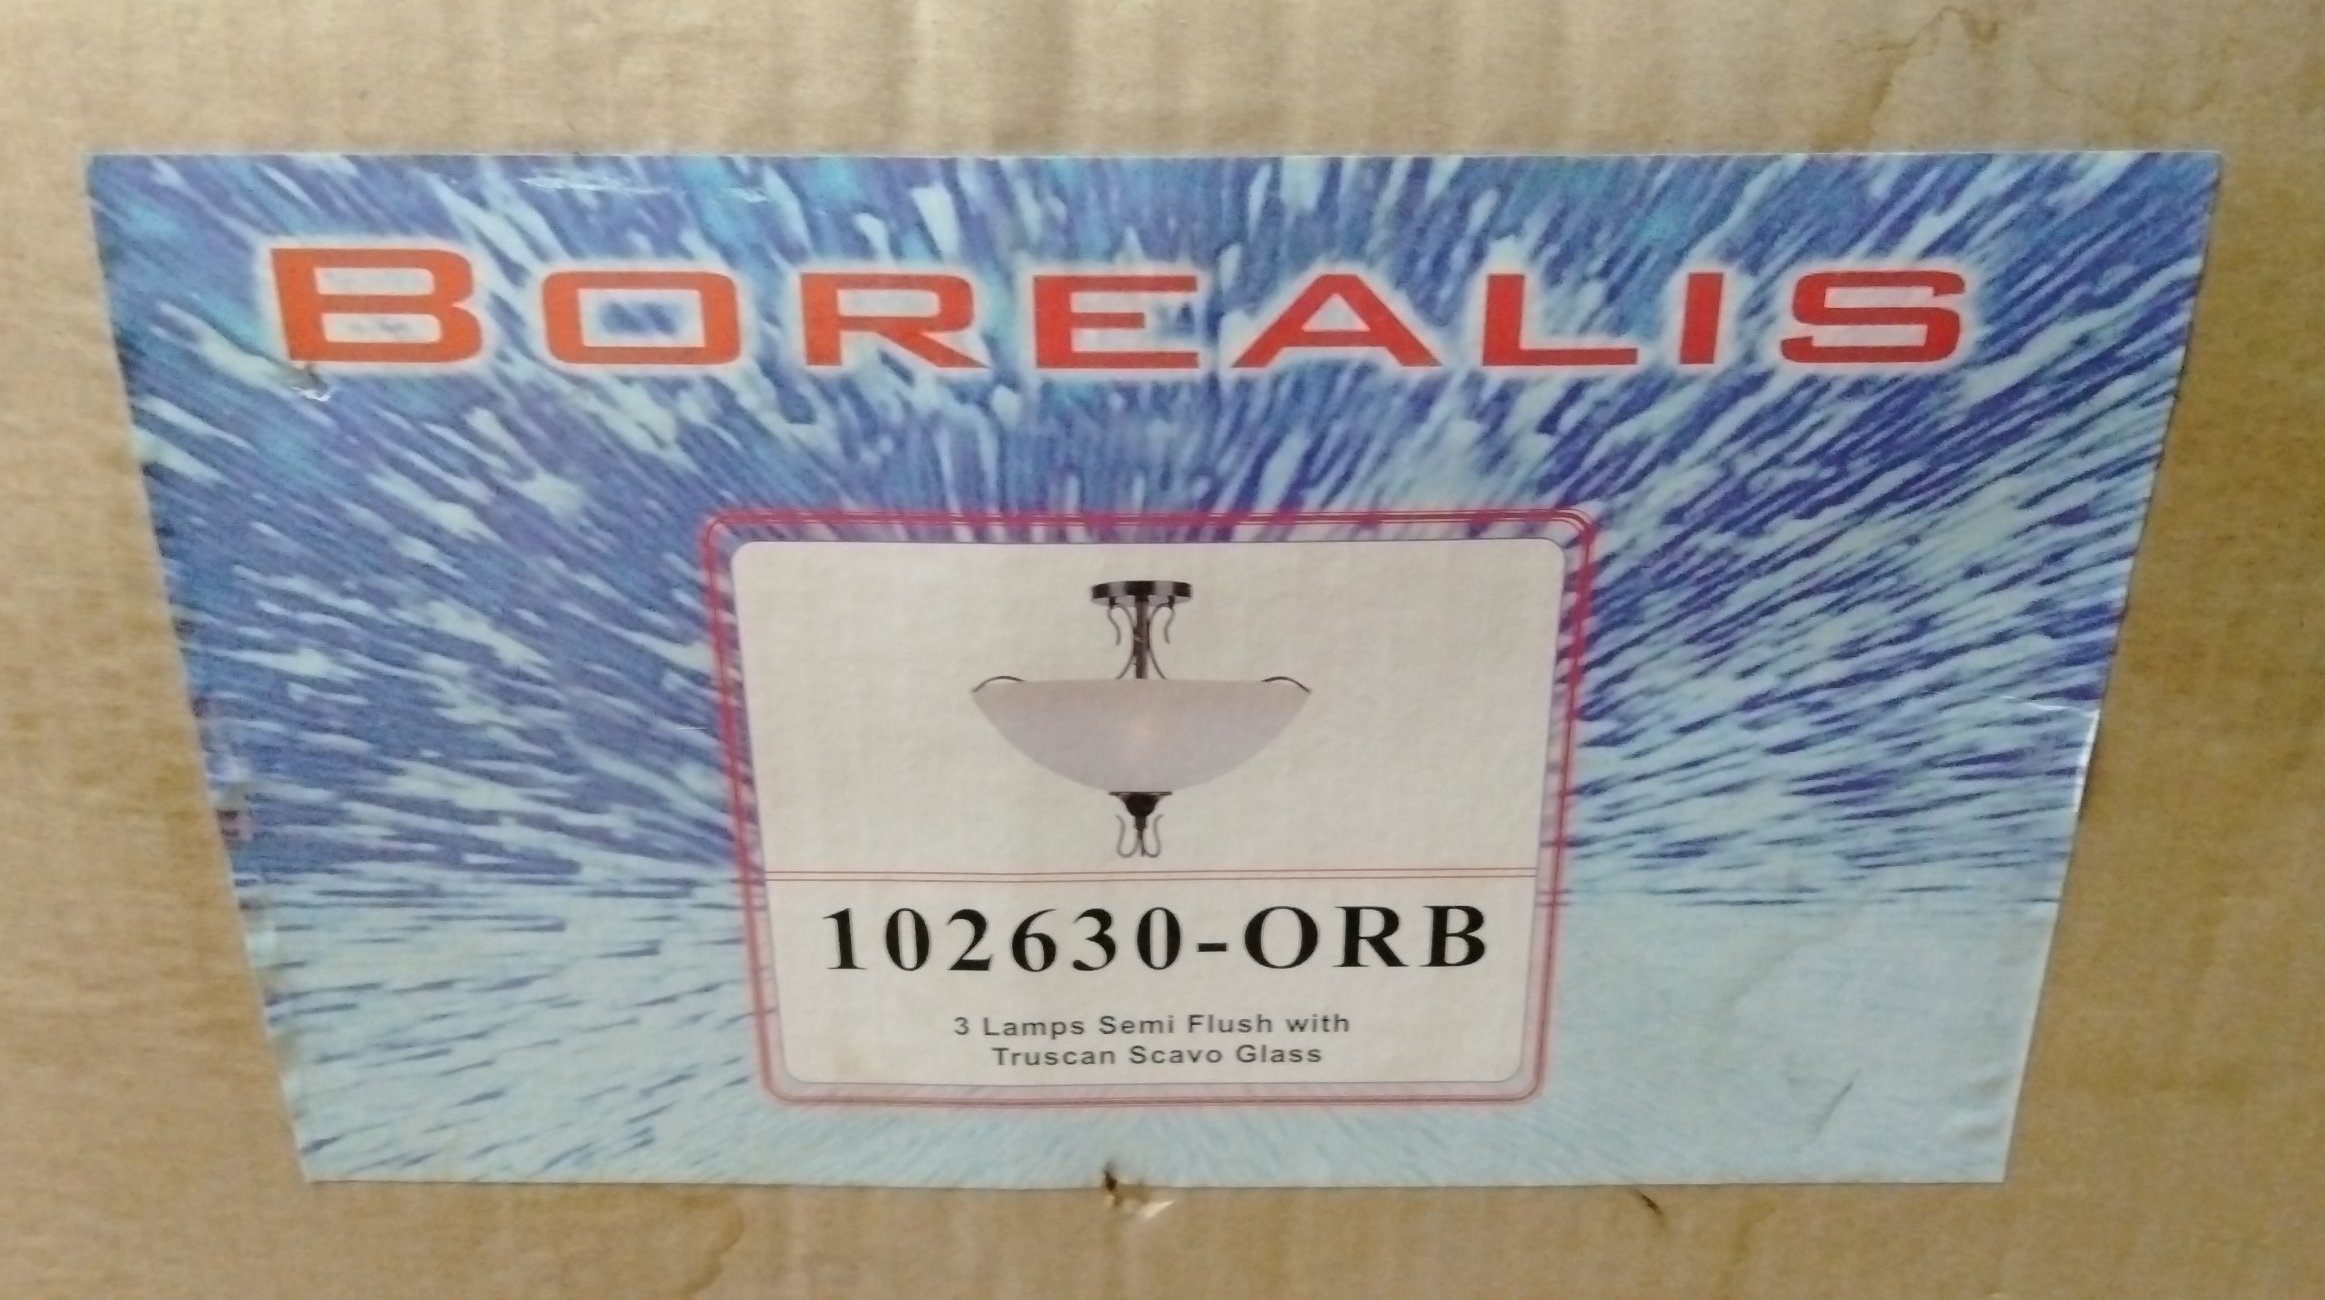 BOREALIS
102630-ORB
3 Lamps Semi Flush with
Truscan Scavo Glass